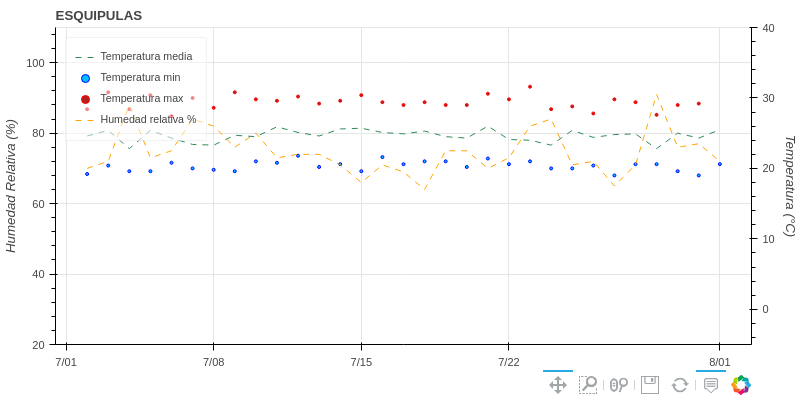 ESQUIPULAS
Temperatura media
Temperatura min
Temperatura max
Humedad relativa %
Humedad Relativa (%)
100
80
60
40
20
40
30
20
10
0
Temperatura (°C)
7/01 7/08 7/15 7/22 8/01